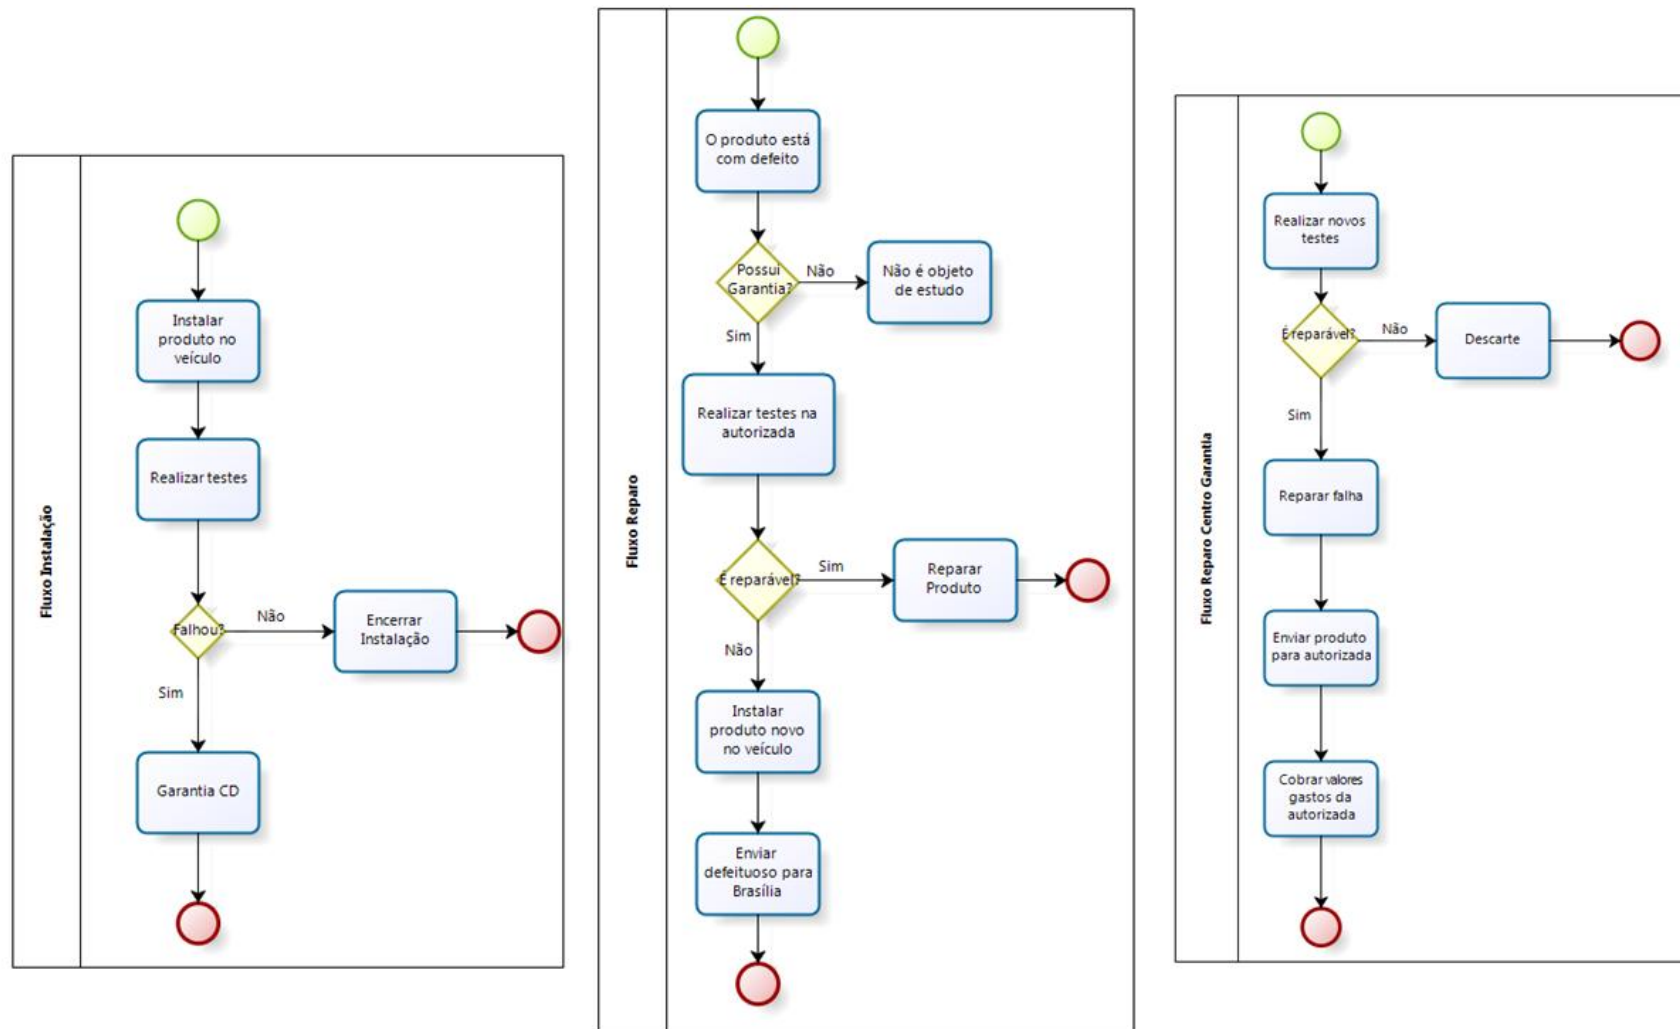 Fluxo Instalação
Instalar
produto no
veículo
Realizar testes
Falhou?
Não
Encerrar
Instalação
Sim
Garantia CD
Fluxo Reparo
O produto está
com defeito
Possui
Garantia?
Não
Não é objeto
de estudo
Sim
Realizar testes na
autorizada
É reparável?
Sim
Reparar
Produto
Não
Instalar
produto novo
no veículo
Enviar
defeituoso para
Brasília
Fluxo Reparo Centro Garantia
Realizar novos
testes
É reparável?
Não
Descarte
Sim
Reparar falha
Enviar produto
para autorizada
Cobrar valores
gastos da
autorizada